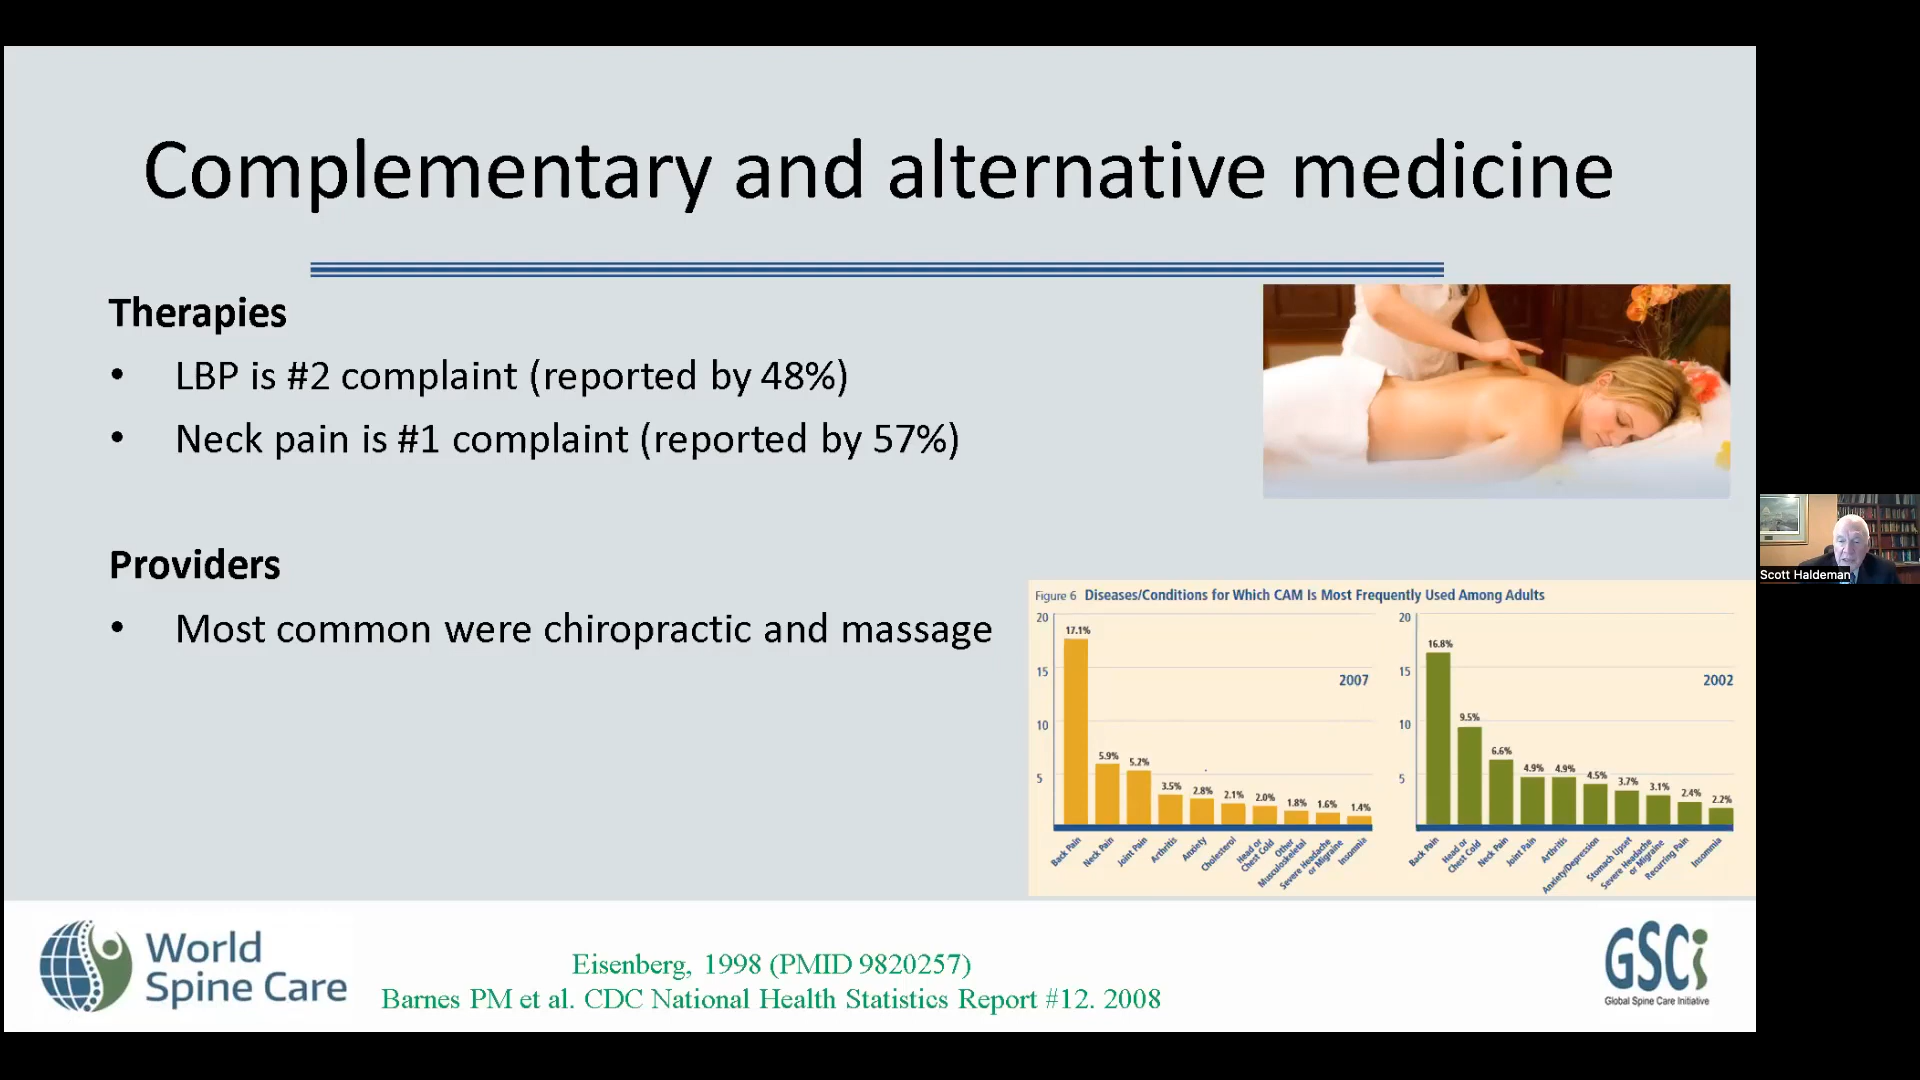 Complementary and alternative medicine
Therapies
• LBP is #2 complaint (reported by 48%)
• Neck pain is #1 complaint (reported by 57%)
Providers
• Most common were chiropractic and massage
Scott Haldeman
Figure 6 Diseases/Conditions for Which CAM Is Most Frequently Used Among Adults
20
15
10
5
2007
17.1%
5.9%
5.2%
3.5%
2.8%
2.1%
2.0%
1.8%
1.6%
1.4%
Back Pain
Neck Pain
Joint Pain
Arthritis
Anxiety
Cholesterol
Head or
Chest Cold
Other
Musculoskeletal
Severe Headache
or Migraine
Insomnia
20
15
10
5
2002
16.8%
9.5%
6.6%
4.9%
4.9%
4.5%
3.7%
3.1%
2.4%
2.2%
Back Pain
Head or
Chest Cold
Neck Pain
Joint Pain
Arthritis
Anxiety/Depression
Stomach Upset
Severe Headache
or Migraine
Recurring Pain
Insomnia
World
Spine Care
Eisenberg, 1998 (PMID 9820257)
Barnes PM et al. CDC National Health Statistics Report #12. 2008
GSCi
Global Spine Care Initiative